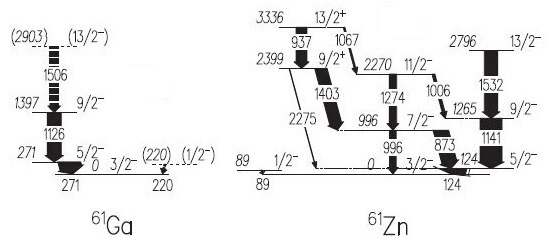 3336 13/2+
(2903) (13/2-) 937 1067 2796 13/2-
2399 9/2+ 2270 11/2-
1506 1403 1274 1006 1532
1397 9/2- 2275 1265 9/2-
1126 996 7/2- 1141
271 5/2- (220) (1/2-) 996 873
0 3/2- 89 1/2- 0 3/2- 124 5/2-
271 220 89 124
61Ga 61Zn